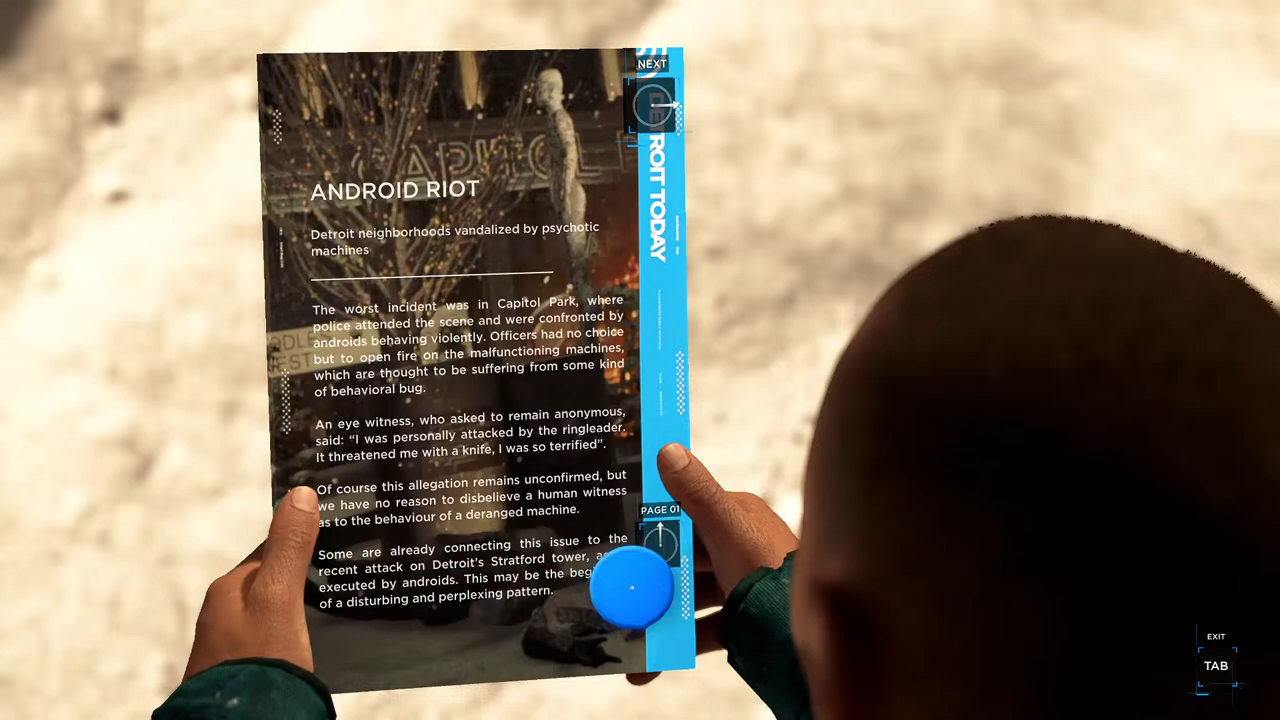 NEXT
DETROIT TODAY
CAPITOL
ANDROID RIOT
Detroit neighborhoods vandalized by psychotic
machines
The worst incident was in Capitol Park, where
police attended the scene and were confronted by
androids behaving violently. Officers had no choice
but to open fire on the malfunctioning machines,
which are thought to be suffering from some kind
of behavioral bug.
An eye witness, who asked to remain anonymous,
said: “I was personally attacked by the ringleader.
It threatened me with a knife, I was so terrified”.
Of course this allegation remains unconfirmed, but
we have no reason to disbelieve a human witness
as to the behaviour of a deranged machine.
Some are already connecting this issue to the
recent attack on Detroit’s Stratford tower,
executed by androids. This may be the
of a disturbing and perplexing pattern.
PAGE 01
EXIT
TAB